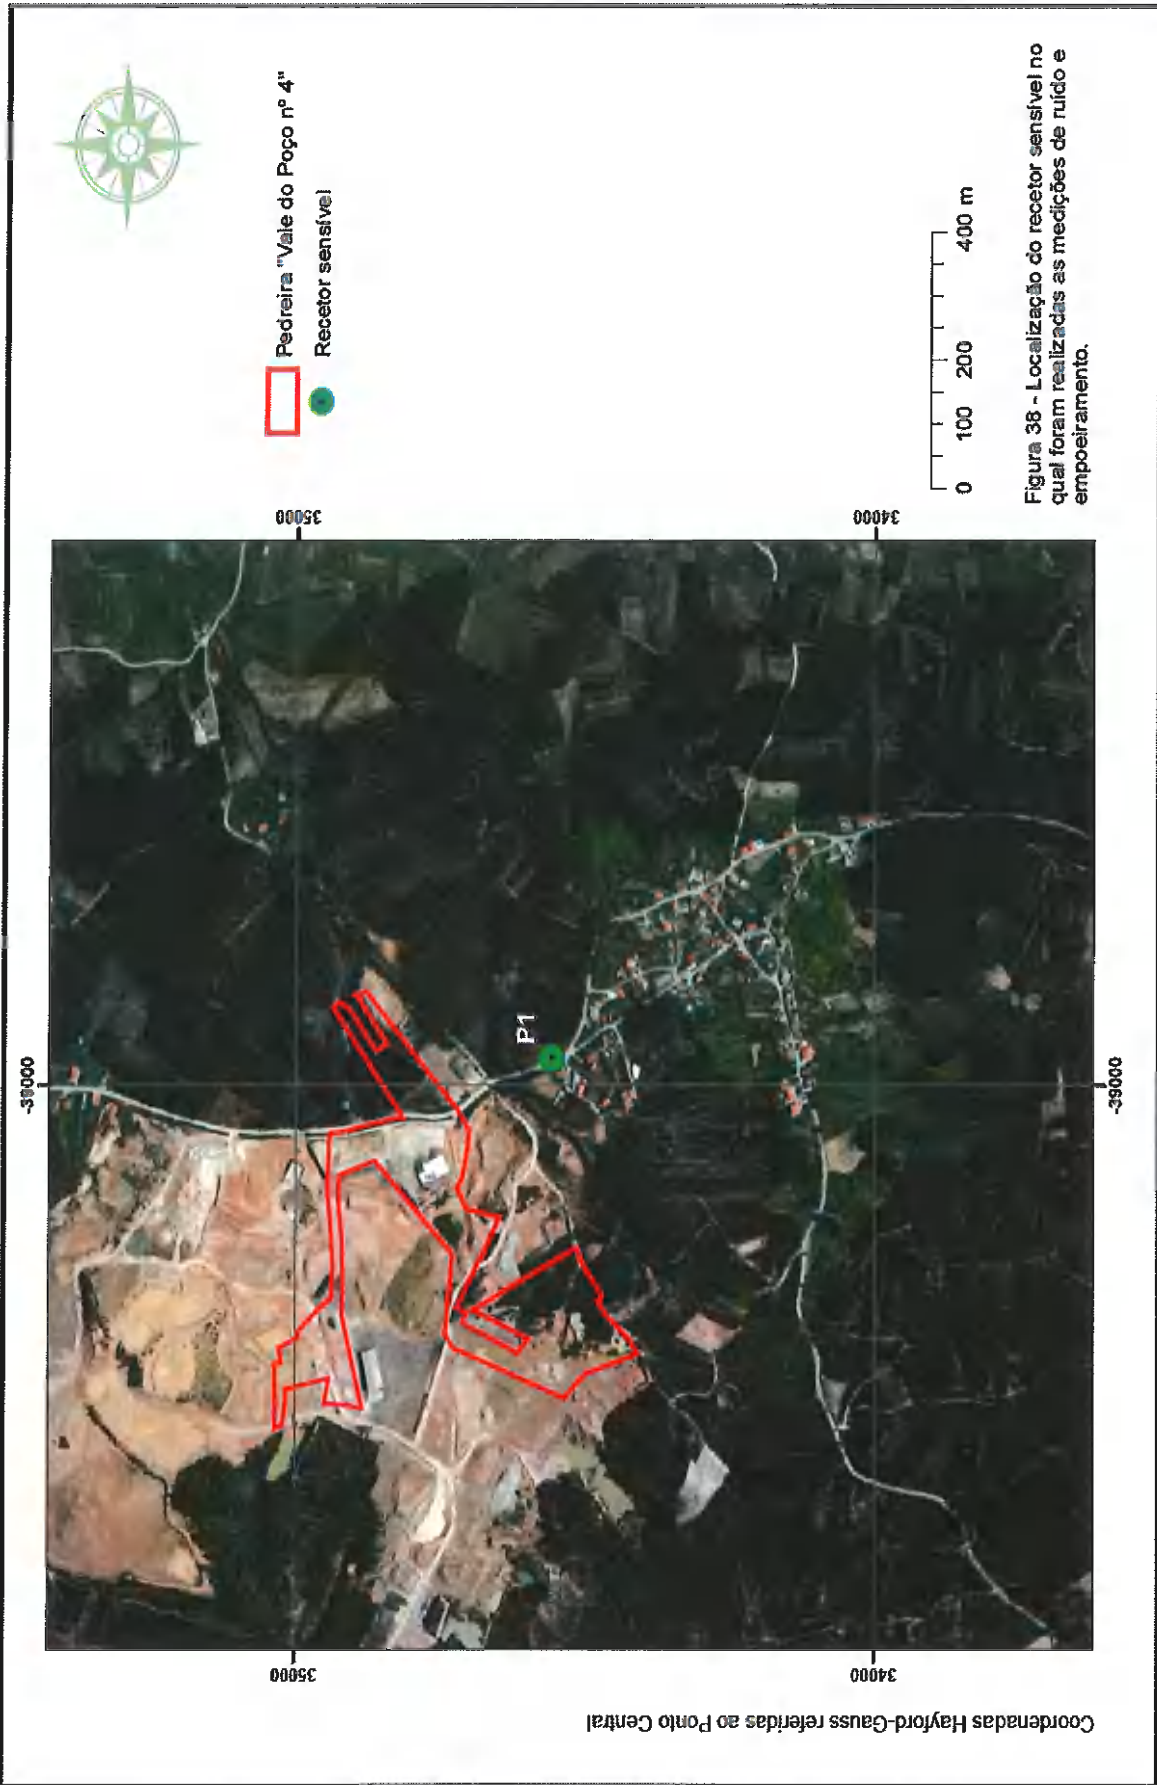 Coordenadas Hayford-Gauss referidas ao Ponto Central
-39000
-39000
35000
35000
34000
34000
P1
Pedreira "Vale do Poço nº 4"
Recetor sensível
0 100 200 400 m
Figura 38 - Localização do recetor sensível no
qual foram realizadas as medições de ruído e
empoeiramento.